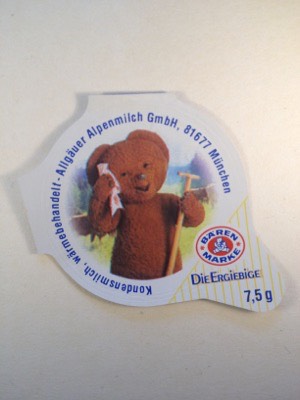 Kondensmilch, wärmebehandelt - Allgäuer Alpenmilch GmbH, 81677 München
BÄREN
MARKE
DIE ERGIEBIGE
7,5 g